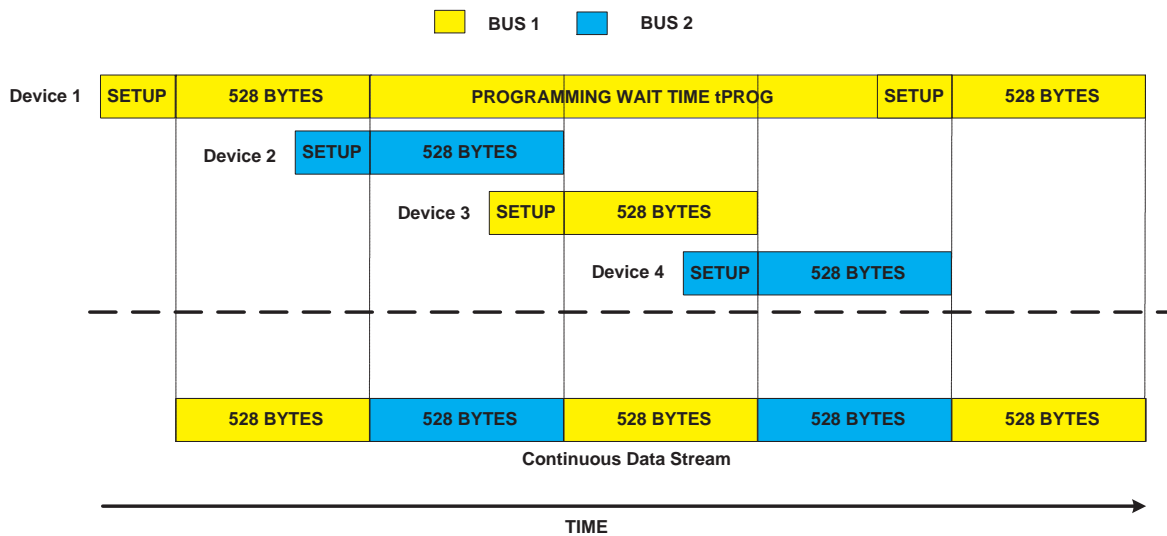 BUS 1 BUS 2
Device 1 SETUP 528 BYTES PROGRAMMING WAIT TIME tPROG SETUP 528 BYTES
Device 2 SETUP 528 BYTES
Device 3 SETUP 528 BYTES
Device 4 SETUP 528 BYTES
528 BYTES 528 BYTES 528 BYTES 528 BYTES 528 BYTES
Continuous Data Stream
TIME